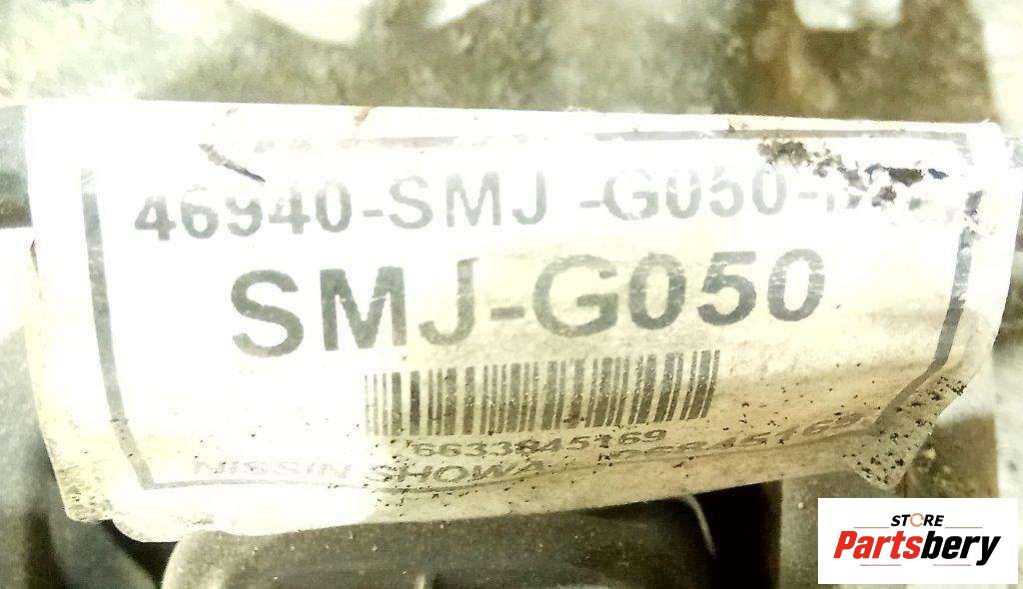 46940-SMJ -G050-
SMJ-G050
6633845169
NISSIN SHOWA
STORE
Partsbery